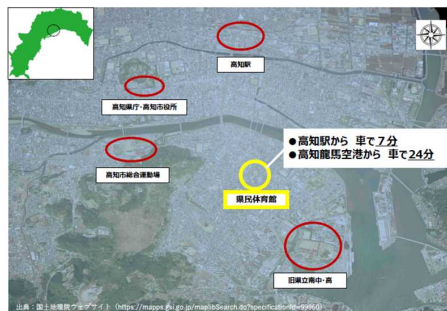 高知駅
高知県庁・高知市役所
●高知駅から 車で７分
●高知龍馬空港から 車で24分
高知市総合運動場
県民体育館
旧県立南中・高
出典：国土地理院ウェブサイト（https://mapps.gsi.go.jp/maplibSearch.do?specificationId=99960）